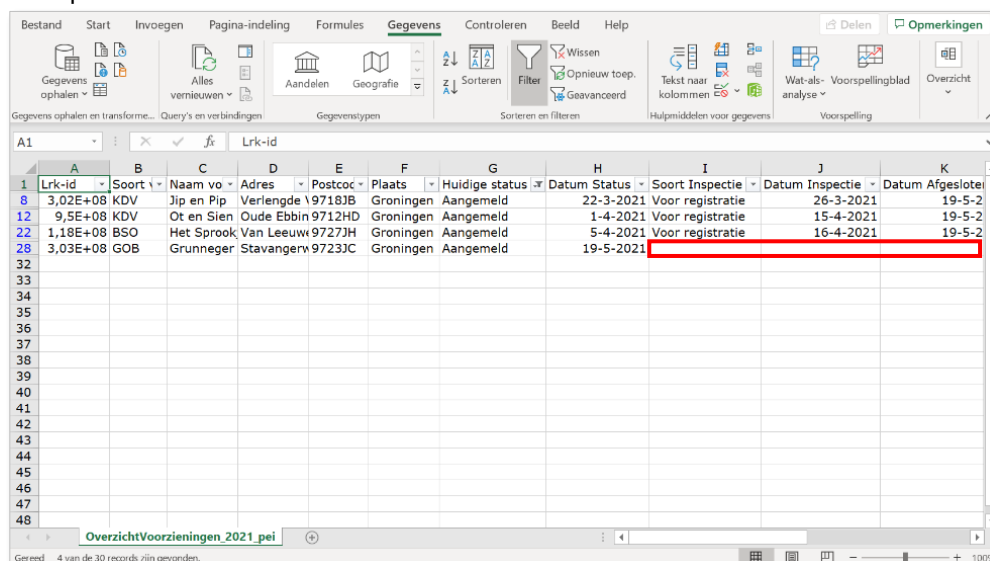 Bestand Start Invoegen Pagina-indeling Formules Gegevens Controleren Beeld Help Delen Opmerkingen
Gegevens ophalen
Alles vernieuwen
Aandelen Geografie
Sorteren Filter
Wissen
Opnieuw toep.
Geavanceerd
Tekst naar kolommen
Wat-als-analyse Voorspellingblad
Overzicht
Gegevens ophalen en transforme... Query's en verbindingen Gegevenstypen Sorteren en filteren Hulpmiddelen voor gegevens Voorspelling
A1 fx Lrk-id
A B C D E F G H I J K
1 Lrk-id Soort Naam vo Adres Postcod Plaats Huidige status Datum Status Soort Inspectie Datum Inspectie Datum Afgeslote
8 3,02E+08 KDV Jip en Pip Verlengde 9718JB Groningen Aangemeld 22-3-2021 Voor registratie 26-3-2021 19-5-2
12 9,5E+08 KDV Ot en Sien Oude Ebbin 9712HD Groningen Aangemeld 1-4-2021 Voor registratie 15-4-2021 19-5-2
22 1,18E+08 BSO Het Sprook Van Leeuwe 9727JH Groningen Aangemeld 5-4-2021 Voor registratie 16-4-2021 19-5-2
28 3,03E+08 GOB Grunneger Stavangerw 9723JC Groningen Aangemeld 19-5-2021
32
33
34
35
36
37
38
39
40
41
42
43
44
45
46
47
48
OverzichtVoorzieningen_2021_pei
Gereed 4 van de 30 records zijn gevonden. 100%